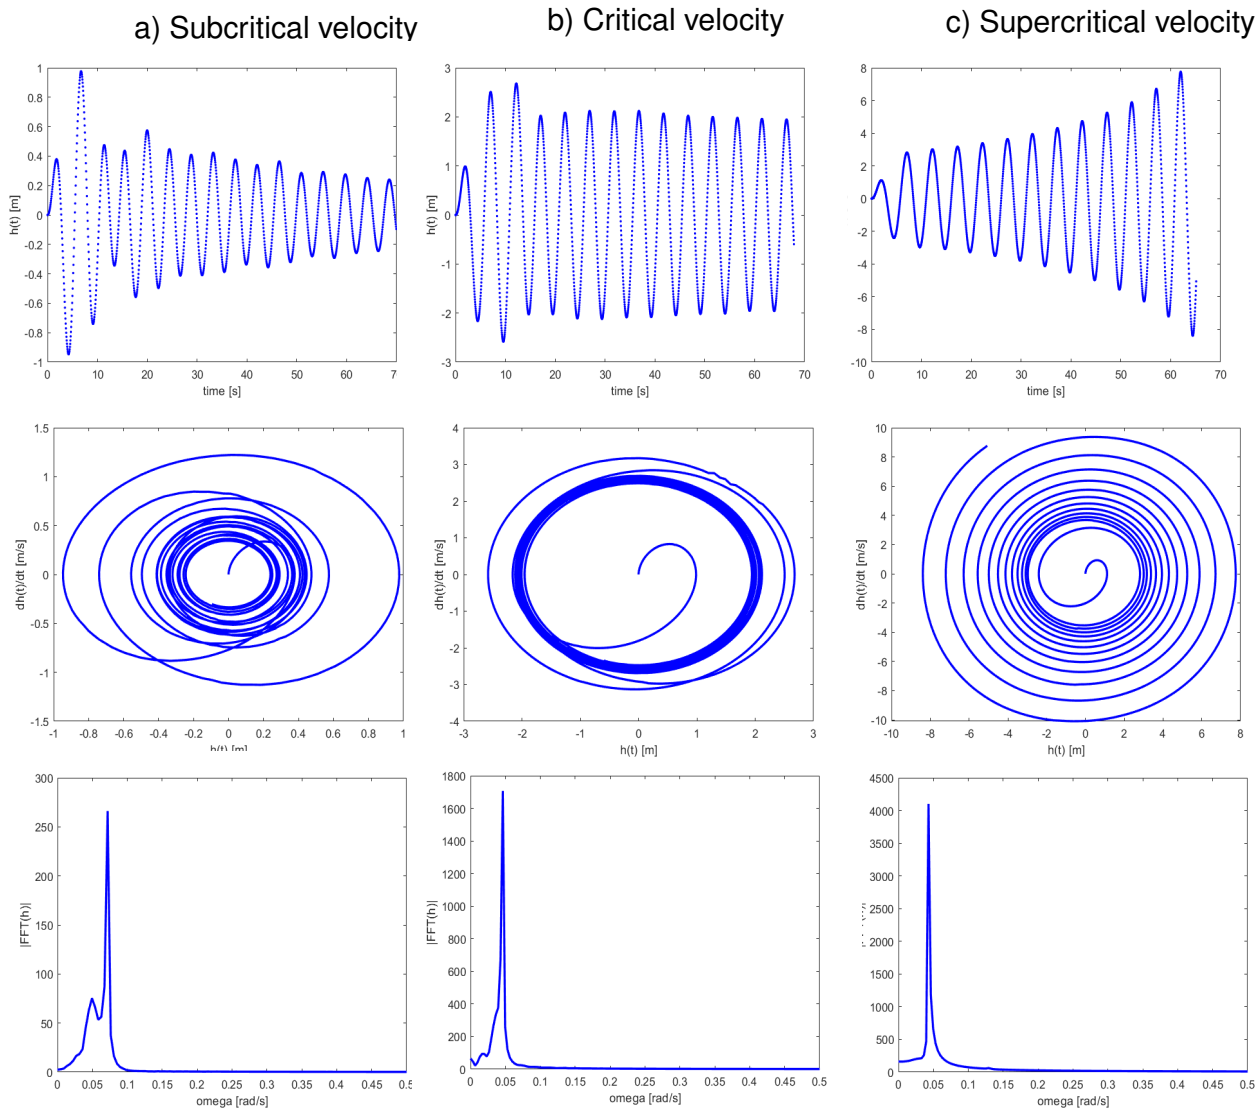 a) Subcritical velocity
b) Critical velocity
c) Supercritical velocity
1
0.8
0.6
0.4
0.2
0
-0.2
-0.4
-0.6
-0.8
-1
h(t) [m]
0 10 20 30 40 50 60 7
time [s]
3
2
1
0
-1
-2
-3
h(t) [m]
0 10 20 30 40 50 60 70
time [s]
8
6
4
2
0
-2
-4
-6
-8
-10
0 10 20 30 40 50 60 70
time [s]
1.5
1
0.5
0
-0.5
-1
-1.5
dh(t)/dt [m/s]
-1 -0.8 -0.6 -0.4 -0.2 0 0.2 0.4 0.6 0.8 1
h(t) [m]
4
3
2
1
0
-1
-2
-3
-4
dh(t)/dt [m/s]
-3 -2 -1 0 1 2 3
h(t) [m]
10
8
6
4
2
0
-2
-4
-6
-8
-10
dh(t)/dt [m/s]
-10 -8 -6 -4 -2 0 2 4 6 8
h(t) [m]
300
250
200
150
100
50
0
|FFT(h)|
0 0.05 0.1 0.15 0.2 0.25 0.3 0.35 0.4 0.45 0.5
omega [rad/s]
1800
1600
1400
1200
1000
800
600
400
200
0
|FFT(h)|
0 0.05 0.1 0.15 0.2 0.25 0.3 0.35 0.4 0.45 0.5
omega [rad/s]
4500
4000
3500
3000
2500
2000
1500
1000
500
0
0 0.05 0.1 0.15 0.2 0.25 0.3 0.35 0.4 0.45 0.5
omega [rad/s]